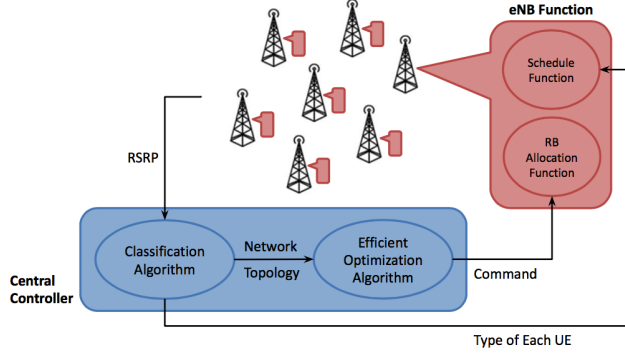 eNB Function
Schedule
Function
RB
Allocation
Function
RSRP
Classification
Algorithm
Network
Topology
Efficient
Optimization
Algorithm
Command
Central
Controller
Type of Each UE